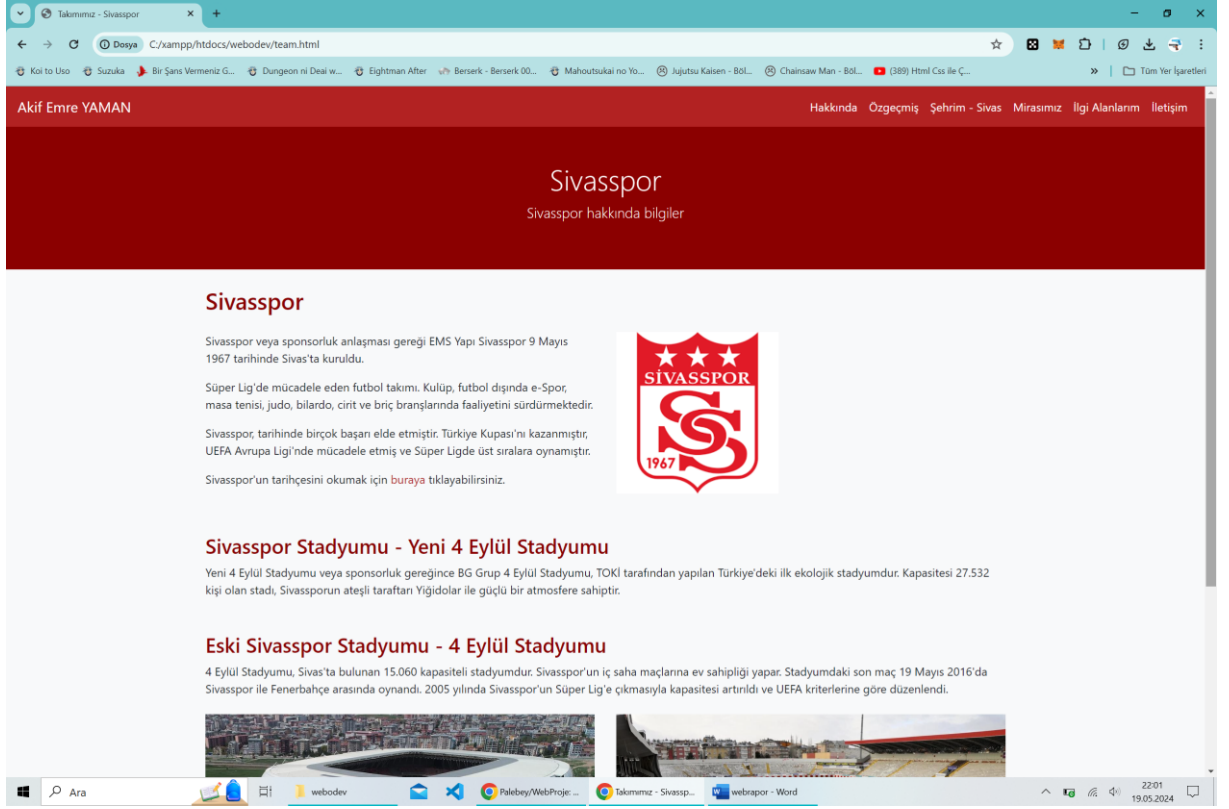 Takımımız - Sivasspor
Dosya C:/xampp/htdocs/webodev/team.html
Koi to Uso Suzuka Bir Şans Vermeniz G... Dungeon ni Deai w... Eightman After Berserk - Berserk 00... Mahoutsukai no Yo... Jujutsu Kaisen - Böl... Chainsaw Man - Böl... (389) Html Css ile Ç... » Tüm Yer İşaretleri
Akif Emre YAMAN Hakkında Özgeçmiş Şehrim - Sivas Mirasımız İlgi Alanlarım İletişim
Sivasspor
Sivasspor hakkında bilgiler
Sivasspor
Sivasspor veya sponsorluk anlaşması gereği EMS Yapı Sivasspor 9 Mayıs
1967 tarihinde Sivas'ta kuruldu.
Süper Lig'de mücadele eden futbol takımı. Kulüp, futbol dışında e-Spor,
masa tenisi, judo, bilardo, cirit ve briç branşlarında faaliyetini sürdürmektedir.
Sivasspor, tarihinde birçok başarı elde etmiştir. Türkiye Kupası'nı kazanmıştır,
UEFA Avrupa Ligi'nde mücadele etmiş ve Süper Ligde üst sıralara oynamıştır.
Sivasspor'un tarihçesini okumak için buraya tıklayabilirsiniz.
SİVASSPOR
SS
1967
Sivasspor Stadyumu - Yeni 4 Eylül Stadyumu
Yeni 4 Eylül Stadyumu veya sponsorluk gereğince BG Grup 4 Eylül Stadyumu, TOKİ tarafından yapılan Türkiye'deki ilk ekolojik stadyumdur. Kapasitesi 27.532
kişi olan stadı, Sivassporun ateşli taraftarı Yiğidolar ile güçlü bir atmosfere sahiptir.
Eski Sivasspor Stadyumu - 4 Eylül Stadyumu
4 Eylül Stadyumu, Sivas'ta bulunan 15.060 kapasiteli stadyumdur. Sivasspor'un iç saha maçlarına ev sahipliği yapar. Stadyumdaki son maç 19 Mayıs 2016'da
Sivasspor ile Fenerbahçe arasında oynandı. 2005 yılında Sivasspor'un Süper Lig'e çıkmasıyla kapasitesi artırıldı ve UEFA kriterlerine göre düzenlendi.
Ara webodev Palebey/WebProje: ... Takımımız - Sivassp... webrapor - Word 22:01
19.05.2024